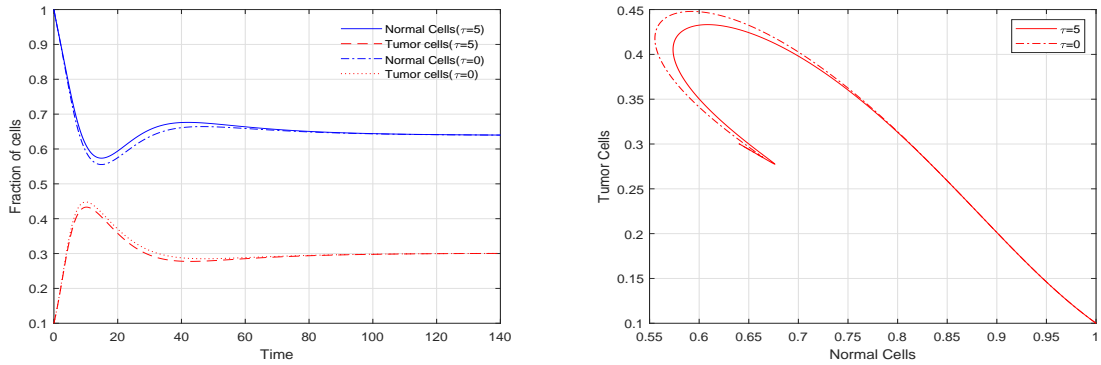 1
0.9
0.8
0.7
0.6
0.5
0.4
0.3
0.2
0.1
Fraction of cells
0 20 40 60 80 100 120 140
Time
Normal Cells(τ=5)
Tumor cells(τ=5)
Normal Cells(τ=0)
Tumor cells(τ=0)
0.45
0.4
0.35
0.3
0.25
0.2
0.15
0.1
Tumor Cells
0.55 0.6 0.65 0.7 0.75 0.8 0.85 0.9 0.95 1
Normal Cells
τ=5
τ=0